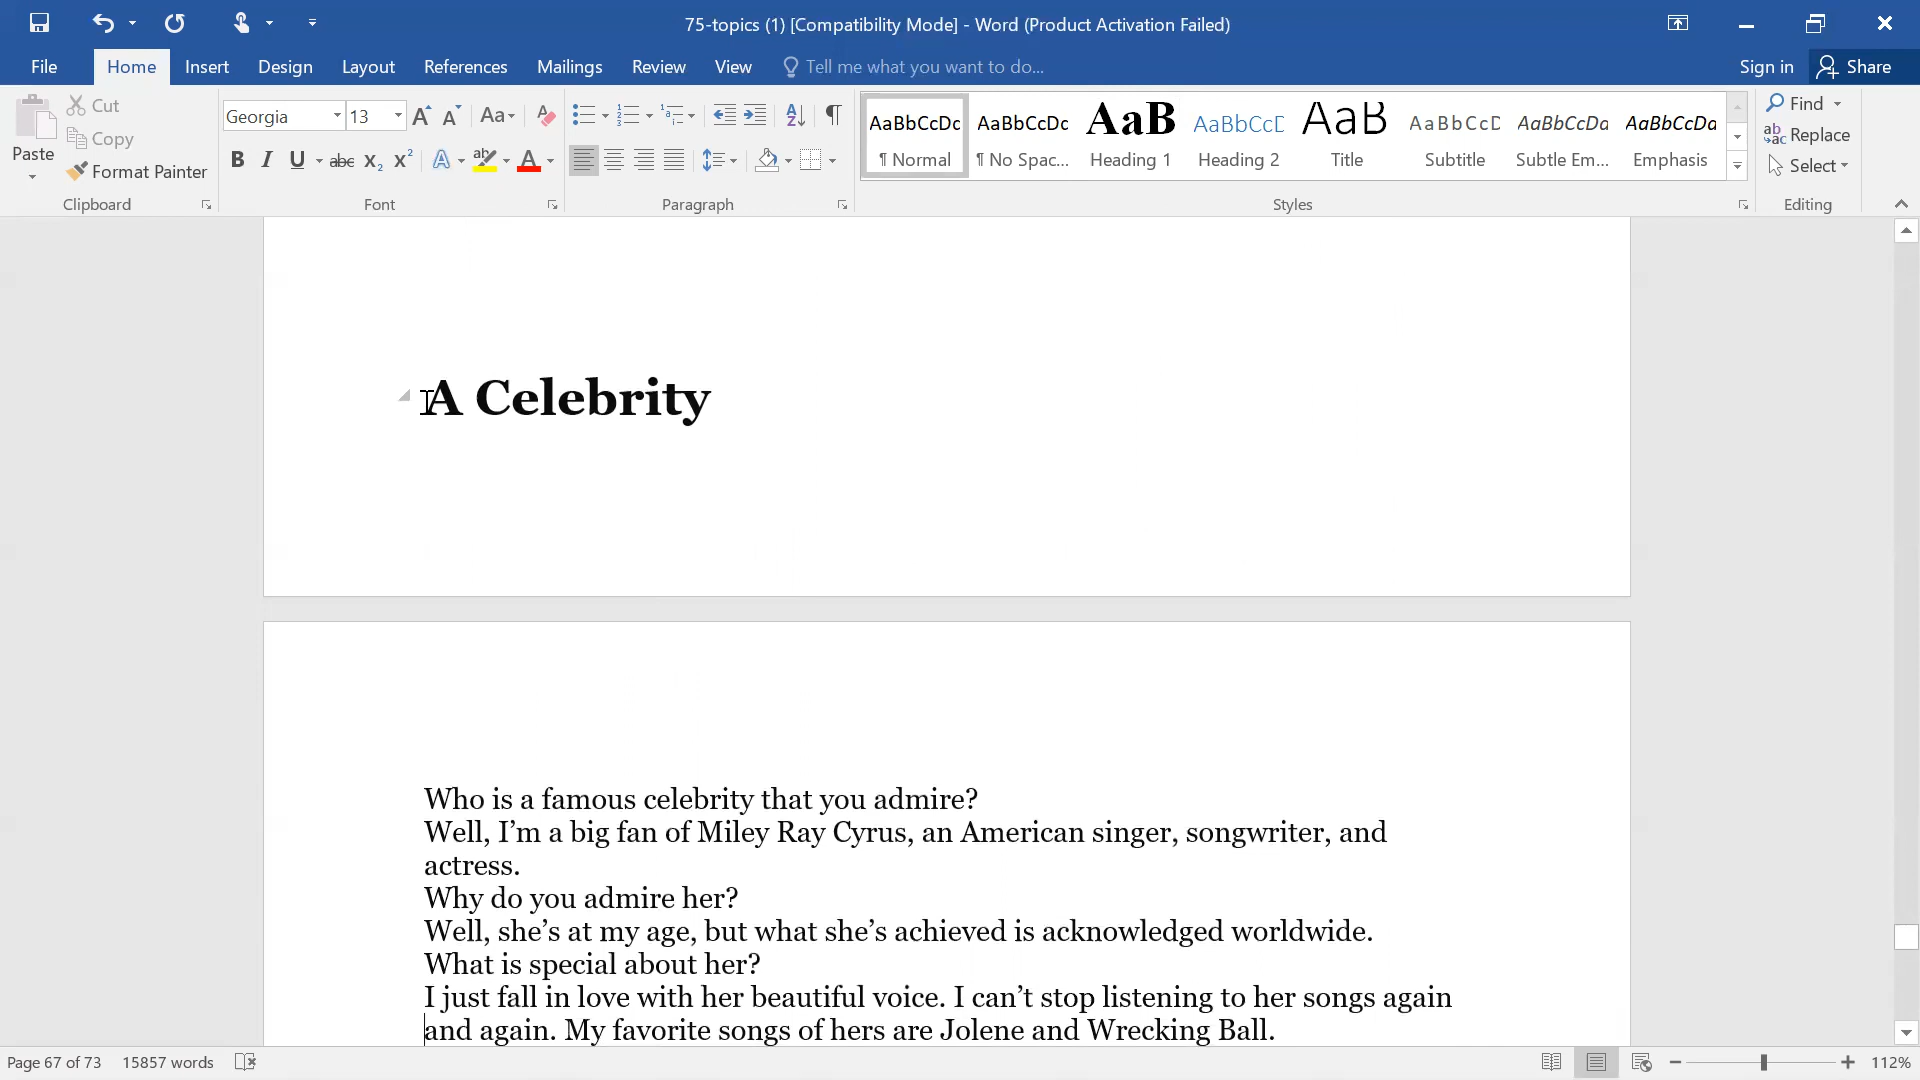 75-topics (1) [Compatibility Mode] - Word (Product Activation Failed)
File Home Insert Design Layout References Mailings Review View Tell me what you want to do... Sign in Share
Paste
Cut
Copy
Format Painter
Clipboard
Georgia 13 Aa
B I U abc X₂ X² A A
Font
Paragraph
AaBbCcDc AaBbCcDc AaB AaBbCcD AaB AaBbCcD AaBbCcDd AaBbCcDd
¶ Normal ¶ No Spac... Heading 1 Heading 2 Title Subtitle Subtle Em... Emphasis
Styles
Find
Replace
Select
Editing
A Celebrity
Who is a famous celebrity that you admire?
Well, I’m a big fan of Miley Ray Cyrus, an American singer, songwriter, and
actress.
Why do you admire her?
Well, she’s at my age, but what she’s achieved is acknowledged worldwide.
What is special about her?
I just fall in love with her beautiful voice. I can’t stop listening to her songs again
and again. My favorite songs of hers are Jolene and Wrecking Ball.
Page 67 of 73 15857 words 112%